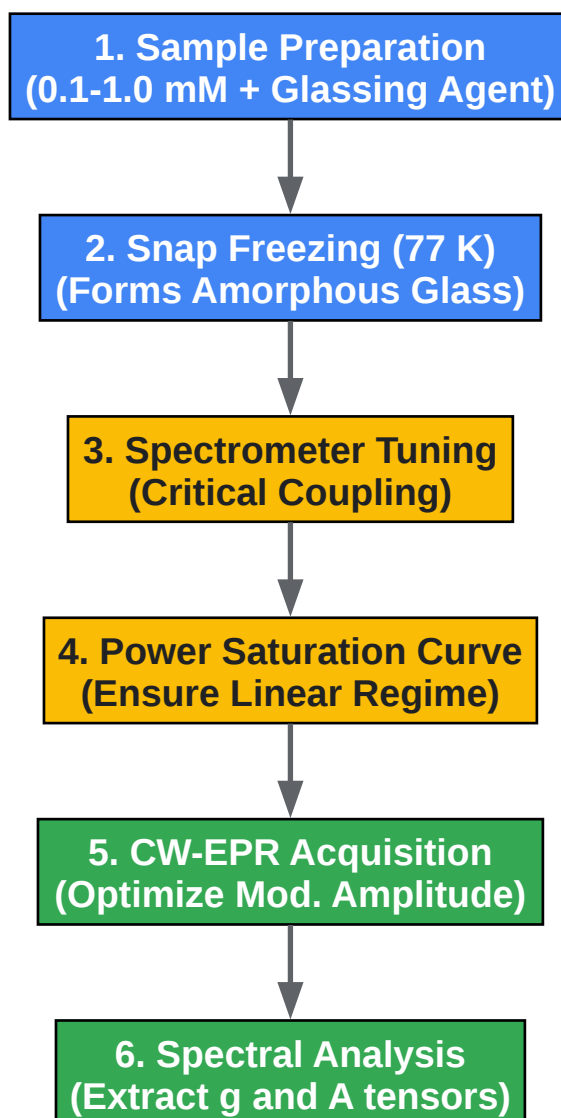 1. Sample Preparation
(0.1-1.0 mM + Glassing Agent)
2. Snap Freezing (77 K)
(Forms Amorphous Glass)
3. Spectrometer Tuning
(Critical Coupling)
4. Power Saturation Curve
(Ensure Linear Regime)
5. CW-EPR Acquisition
(Optimize Mod. Amplitude)
6. Spectral Analysis
(Extract g and A tensors)